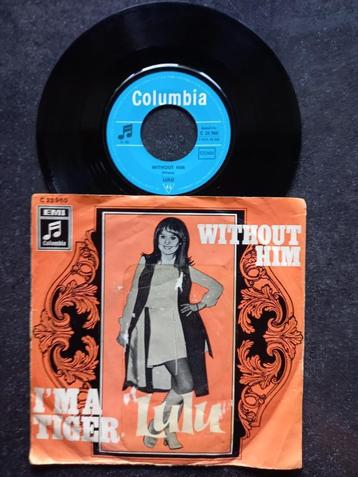 Columbia
WITHOUT HIM
LULU
C 23 960
EMI
Columbia
WITHOUT
HIM
I'M A
TIGER
Lulu